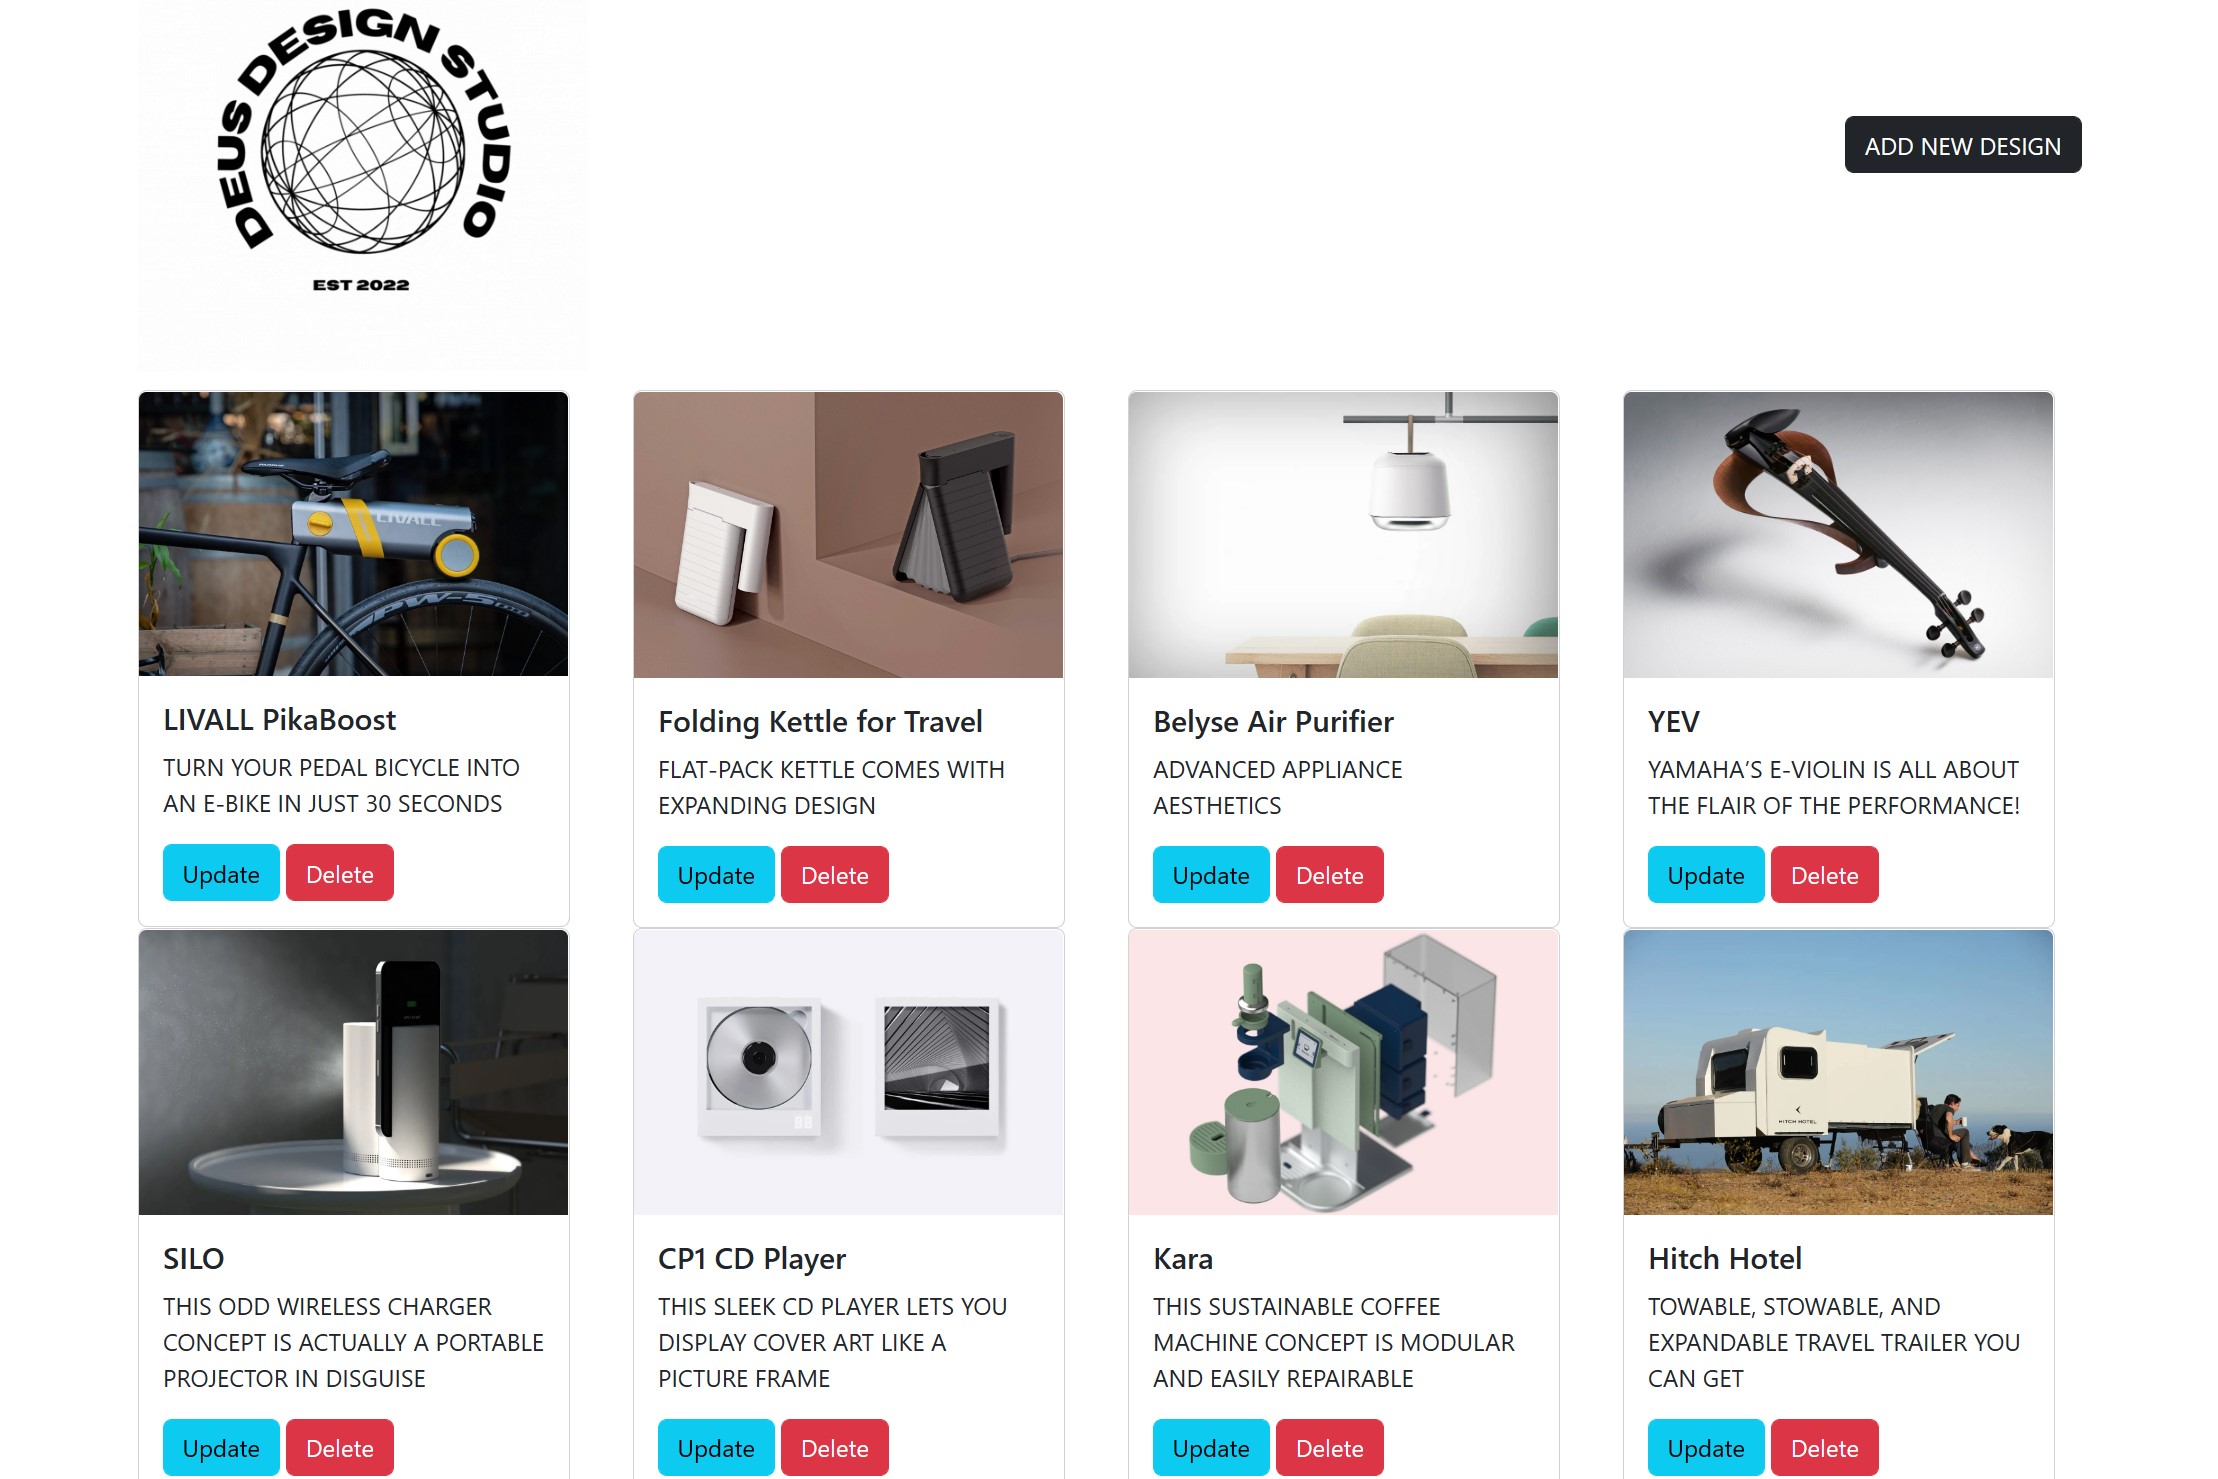 DEUS DESIGN STUDIO
EST 2022
ADD NEW DESIGN
LIVALL
PW-5
LIVALL PikaBoost
TURN YOUR PEDAL BICYCLE INTO
AN E-BIKE IN JUST 30 SECONDS
Update Delete
Folding Kettle for Travel
FLAT-PACK KETTLE COMES WITH
EXPANDING DESIGN
Update Delete
Belyse Air Purifier
ADVANCED APPLIANCE
AESTHETICS
Update Delete
YEV
YAMAHA’S E-VIOLIN IS ALL ABOUT
THE FLAIR OF THE PERFORMANCE!
Update Delete
SILO
THIS ODD WIRELESS CHARGER
CONCEPT IS ACTUALLY A PORTABLE
PROJECTOR IN DISGUISE
Update Delete
CP1 CD Player
THIS SLEEK CD PLAYER LETS YOU
DISPLAY COVER ART LIKE A
PICTURE FRAME
Update Delete
Kara
THIS SUSTAINABLE COFFEE
MACHINE CONCEPT IS MODULAR
AND EASILY REPAIRABLE
Update Delete
HITCH HOTEL
Hitch Hotel
TOWABLE, STOWABLE, AND
EXPANDABLE TRAVEL TRAILER YOU
CAN GET
Update Delete